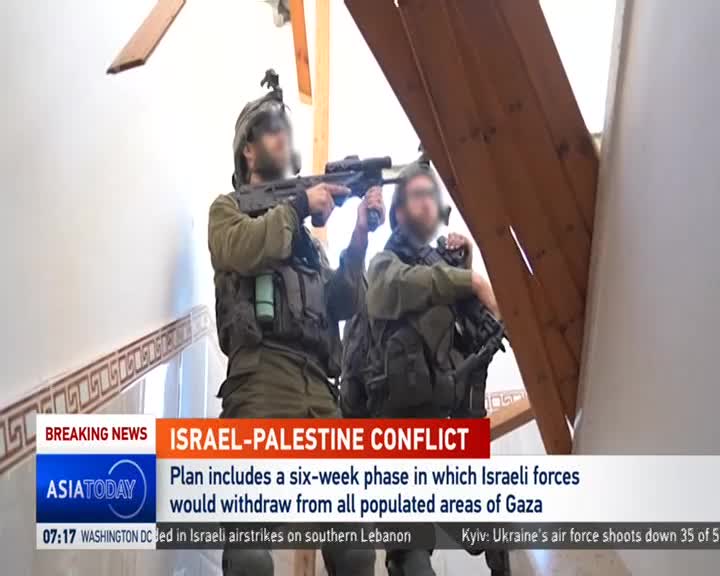 BREAKING NEWS
ISRAEL-PALESTINE CONFLICT
Plan includes a six-week phase in which Israeli forces
would withdraw from all populated areas of Gaza
ASIATODAY
07:17 WASHINGTON DC
in Israeli airstrikes on southern Lebanon
Kyiv: Ukraine's air force shoots down 35 of